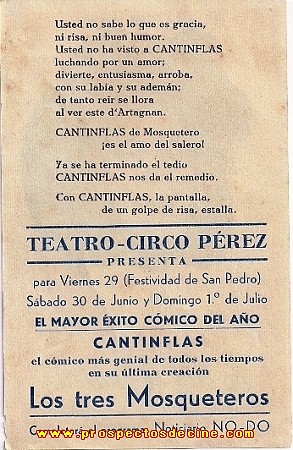 Usted no sabe lo que es gracia,
ni risa, ni buen humor.
Usted no ha visto a CANTINFLAS
luchando por un amor;
divierte, entusiasma, arroba,
con su labia y su ademán;
de tanto reir se llora
al ver este d'Artagnan.
CANTINFLAS de Mosquetero
¡es el amo del salero!
Ya se ha terminado el tedio
CANTINFLAS nos da el remedio.
Con CANTINFLAS, la pantalla,
de un golpe de risa, estalla.
TEATRO-CIRCO PÉREZ
PRESENTA
para Viernes 29 (Festividad de San Pedro)
Sábado 30 de Junio y Domingo 1.º de Julio
EL MAYOR ÉXITO CÓMICO DEL AÑO
CANTINFLAS
el cómico más genial de todos los tiempos
en su última creación
Los tres Mosqueteros
programa Noticiario NO-DO
www.prospectosdecine.com